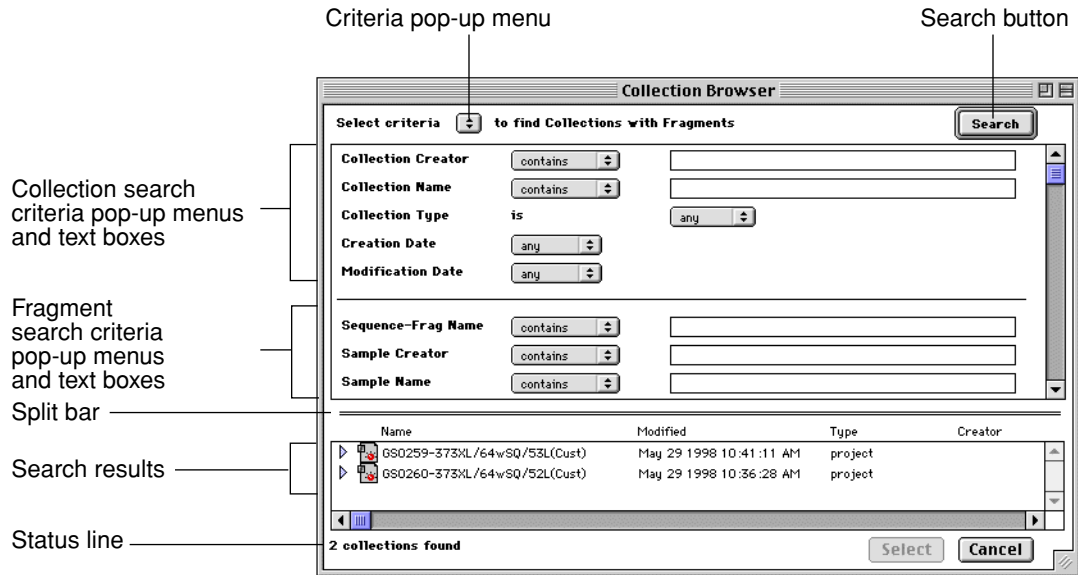 Criteria pop-up menu
Search button
Collection Browser
Select criteria to find Collections with Fragments
Search
Collection search
criteria pop-up menus
and text boxes
Collection Creator contains
Collection Name contains
Collection Type is any
Creation Date any
Modification Date any
Fragment
search criteria
pop-up menus
and text boxes
Sequence-Frag Name contains
Sample Creator contains
Sample Name contains
Split bar
Name Modified Type Creator
Search results
GS0259-373XL/64wSQ/53L(Cust) May 29 1998 10:41:11 AM project
GS0260-373XL/64wSQ/52L(Cust) May 29 1998 10:36:28 AM project
Status line
2 collections found
Select
Cancel